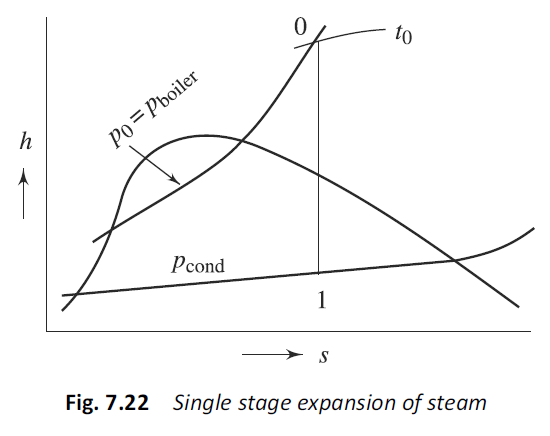 0
t₀
p₀ = pboiler
h
pcond
1
s
Fig. 7.22 Single stage expansion of steam